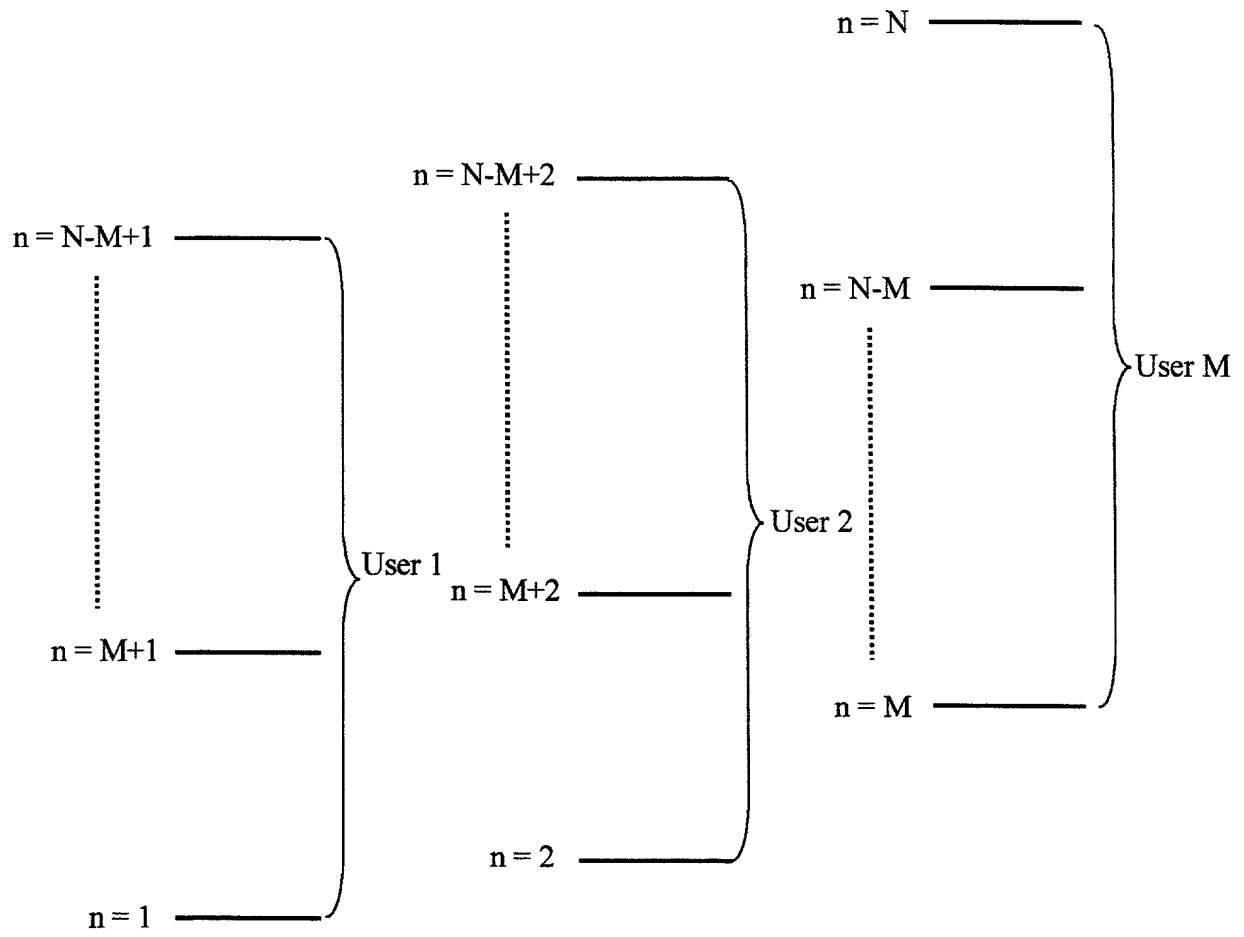 n = N-M+1
n = M+1
n = 1
User 1
n = N-M+2
n = M+2
n = 2
User 2
n = N
n = N-M
n = M
User M